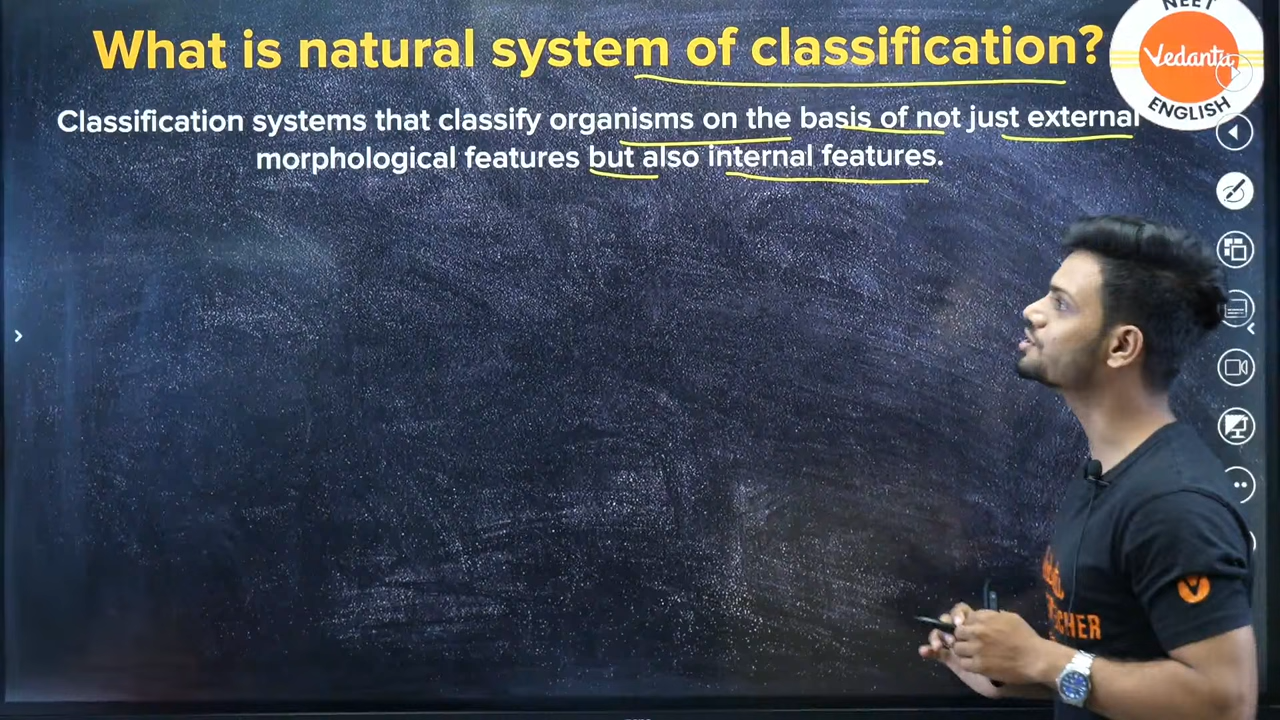 What is natural system of classification?
Classification systems that classify organisms on the basis of not just external
morphological features but also internal features.
NEET
Vedantu
ENGLISH